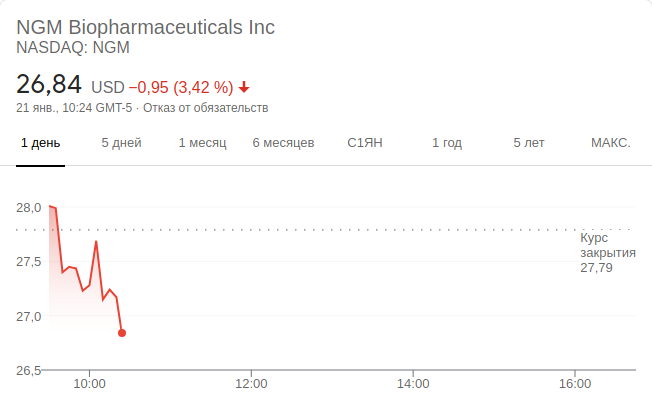 NGM Biopharmaceuticals Inc
NASDAQ: NGM
26,84 USD −0,95 (3,42 %)
21 янв., 10:24 GMT-5 · Отказ от обязательств
1 день 5 дней 1 месяц 6 месяцев С1ЯН 1 год 5 лет МАКС.
28,0
Курс
закрытия
27,79
27,5
27,0
26,5
10:00 12:00 14:00 16:00